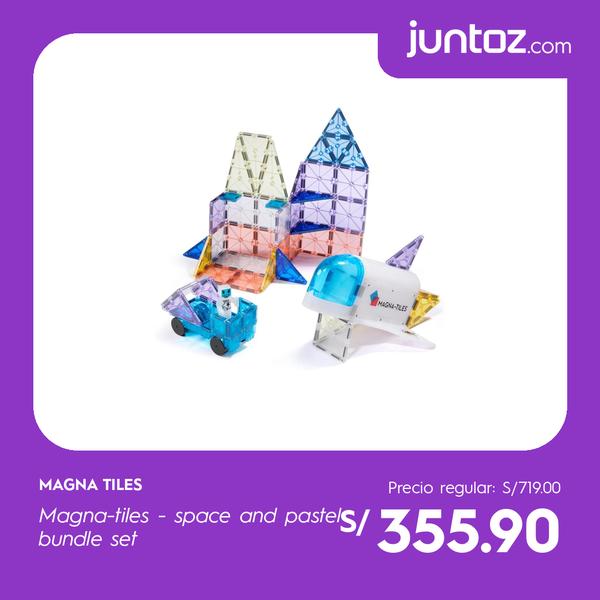 juntoz.com
MAGNA-TILES
MAGNA TILES
Magna-tiles - space and pastel
bundle set
Precio regular: S/719.00
S/ 355.90